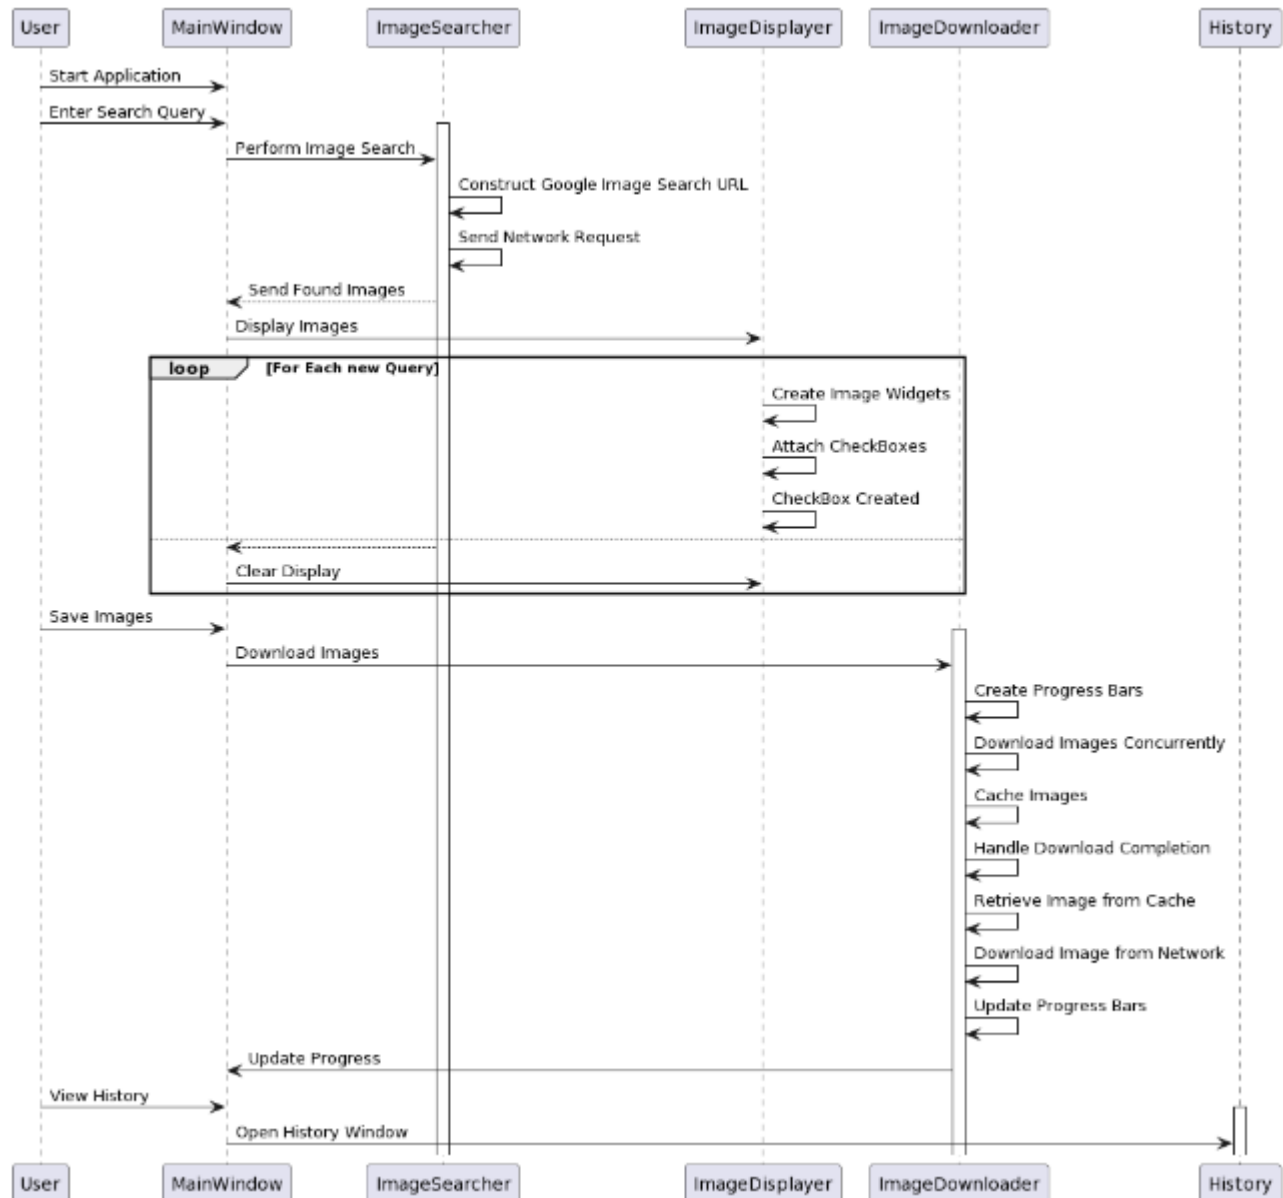 User
MainWindow
ImageSearcher
ImageDisplayer
ImageDownloader
History
Start Application
Enter Search Query
Perform Image Search
Construct Google Image Search URL
Send Network Request
Send Found Images
Display Images
loop
[For Each new Query]
Create Image Widgets
Attach CheckBoxes
CheckBox Created
Clear Display
Save Images
Download Images
Create Progress Bars
Download Images Concurrently
Cache Images
Handle Download Completion
Retrieve Image from Cache
Download Image from Network
Update Progress Bars
Update Progress
View History
Open History Window
User
MainWindow
ImageSearcher
ImageDisplayer
ImageDownloader
History